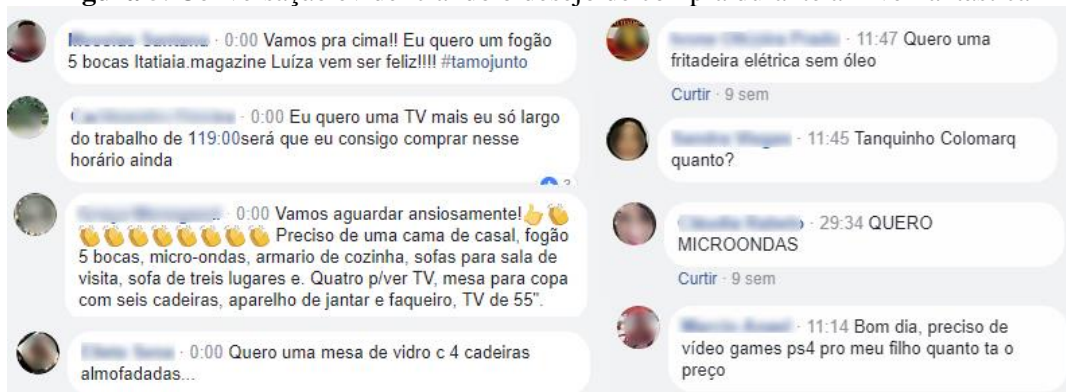 0:00 Vamos pra cima!! Eu quero um fogão
5 bocas Itatiaia.magazine Luíza vem ser feliz!!!! #tamojunto
0:00 Eu quero uma TV mais eu só largo
do trabalho de 119:00será que eu consigo comprar nesse
horário ainda
0:00 Vamos aguardar ansiosamente!👆👏
👏👏👏👏👏👏👏👏 Preciso de uma cama de casal, fogão
5 bocas, micro-ondas, armario de cozinha, sofas para sala de
visita, sofa de treis lugares e. Quatro p/ver TV, mesa para copa
com seis cadeiras, aparelho de jantar e faqueiro, TV de 55".
0:00 Quero uma mesa de vidro c 4 cadeiras
almofadadas...
11:47 Quero uma
fritadeira elétrica sem óleo
Curtir · 9 sem
11:45 Tanquinho Colomarq
quanto?
29:34 QUERO
MICROONDAS
Curtir · 9 sem
11:14 Bom dia, preciso de
vídeo games ps4 pro meu filho quanto ta o
preço